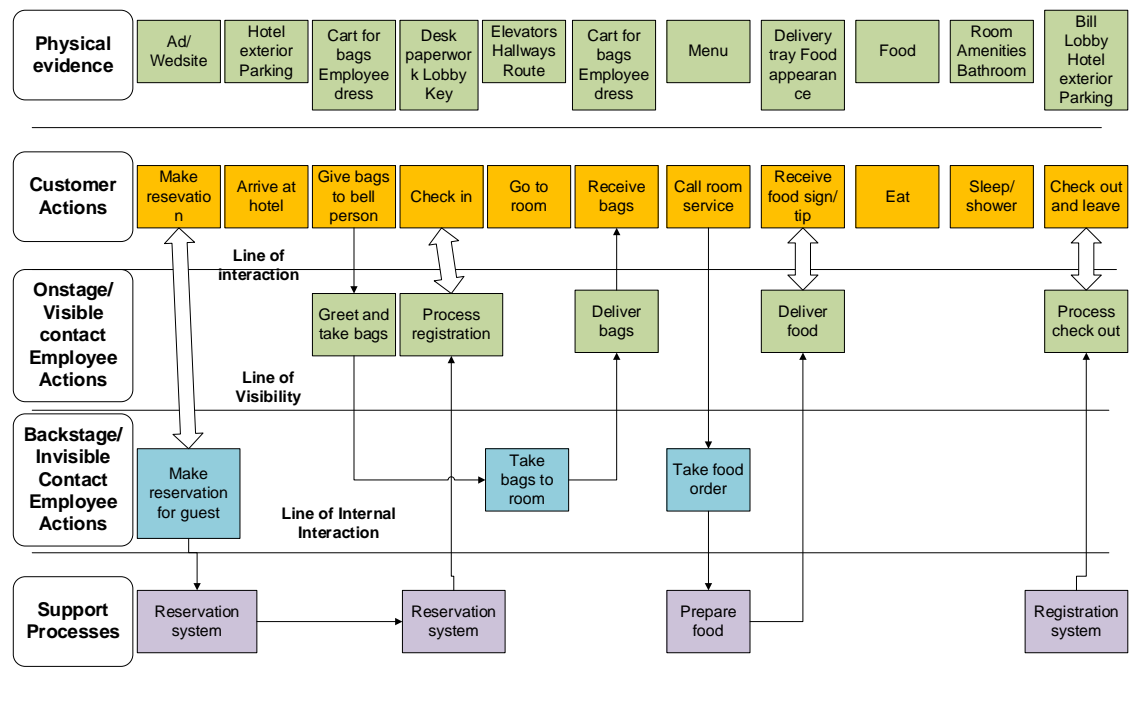 Physical
evidence
Ad/
Wedsite
Hotel
exterior
Parking
Cart for
bags
Employee
dress
Desk
paperwor
k Lobby
Key
Elevators
Hallways
Route
Cart for
bags
Employee
dress
Menu
Delivery
tray Food
appearan
ce
Food
Room
Amenities
Bathroom
Bill
Lobby
Hotel
exterior
Parking
Customer
Actions
Make
resevatio
n
Arrive at
hotel
Give bags
to bell
person
Check in
Go to
room
Receive
bags
Call room
service
Receive
food sign/
tip
Eat
Sleep/
shower
Check out
and leave
Line of
interaction
Onstage/
Visible
contact
Employee
Actions
Greet and
take bags
Process
registration
Deliver
bags
Deliver
food
Process
check out
Line of
Visibility
Backstage/
Invisible
Contact
Employee
Actions
Make
reservation
for guest
Take
bags to
room
Take food
order
Line of Internal
Interaction
Support
Processes
Reservation
system
Reservation
system
Prepare
food
Registration
system